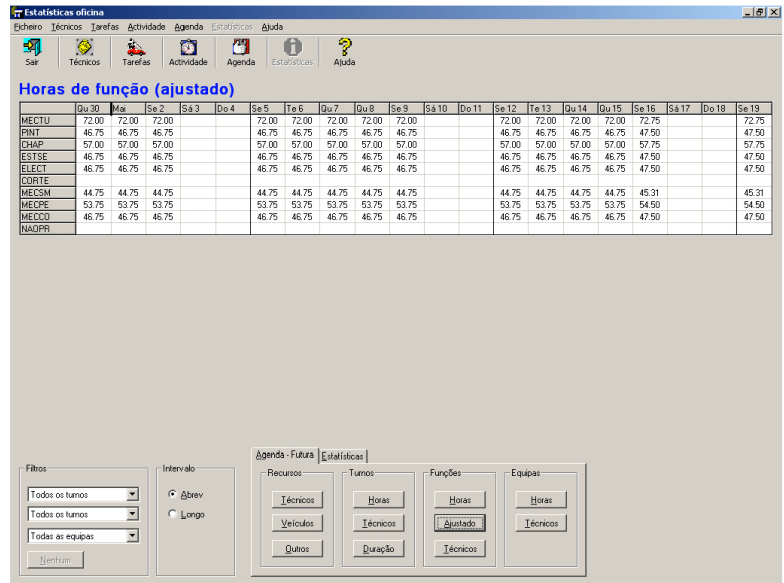 Estatísticas oficina
Ficheiro Técnicos Tarefas Actividade Agenda Estatísticas Ajuda
Sair Técnicos Tarefas Actividade Agenda Estatísticas Ajuda
Horas de função (ajustado)
Qu 30 Mai Se 2 Sá 3 Do 4 Se 5 Te 6 Qu 7 Qu 8 Se 9 Sá 10 Do 11 Se 12 Te 13 Qu 14 Qu 15 Se 16 Sá 17 Do 18 Se 19
MECTU 72.00 72.00 72.00 72.00 72.00 72.00 72.00 72.00 72.00 72.00 72.00 72.00 72.75 72.75
PINT 46.75 46.75 46.75 46.75 46.75 46.75 46.75 46.75 46.75 46.75 46.75 46.75 47.50 47.50
CHAP 57.00 57.00 57.00 57.00 57.00 57.00 57.00 57.00 57.00 57.00 57.00 57.00 57.75 57.75
ESTSE 46.75 46.75 46.75 46.75 46.75 46.75 46.75 46.75 46.75 46.75 46.75 46.75 47.50 47.50
ELECT 46.75 46.75 46.75 46.75 46.75 46.75 46.75 46.75 46.75 46.75 46.75 46.75 47.50 47.50
CORTE
MECSM 44.75 44.75 44.75 44.75 44.75 44.75 44.75 44.75 44.75 44.75 44.75 44.75 45.31 45.31
MECPE 53.75 53.75 53.75 53.75 53.75 53.75 53.75 53.75 53.75 53.75 53.75 53.75 54.50 54.50
MECCO 46.75 46.75 46.75 46.75 46.75 46.75 46.75 46.75 46.75 46.75 46.75 46.75 47.50 47.50
NAOPR
Agenda - Futura Estatísticas
Filtros Intervalo Recursos Turnos Funções Equipas
Todos os turnos Abrev Técnicos Horas Horas Horas
Todos os turnos Longo Veículos Técnicos Ajustado Técnicos
Todas as equipas Outros Duração Técnicos
Nenhum